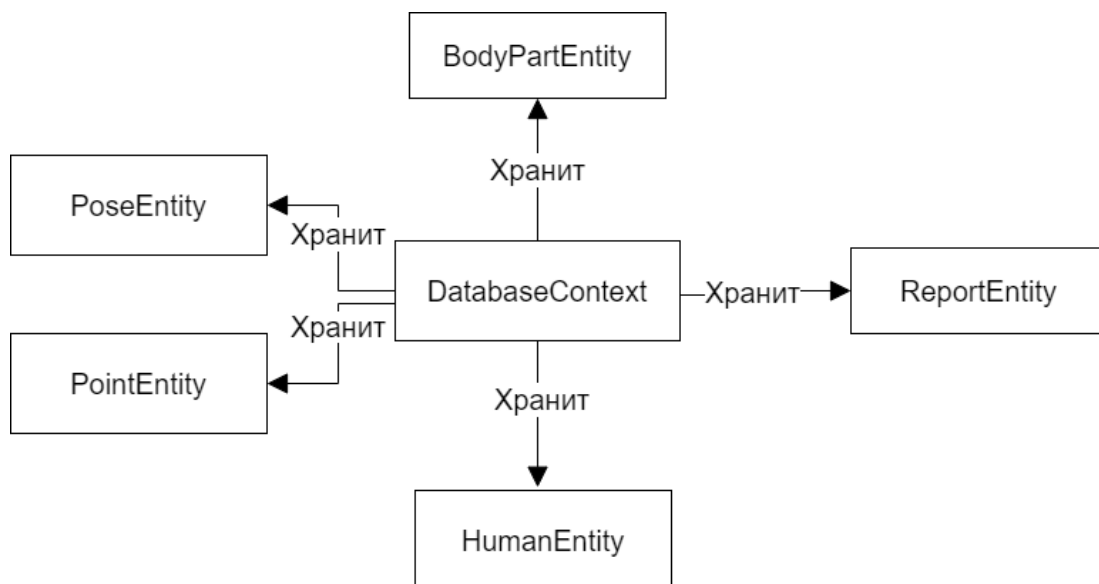 BodyPartEntity
Хранит
PoseEntity
Хранит
DatabaseContext
Хранит
ReportEntity
Хранит
PointEntity
Хранит
HumanEntity